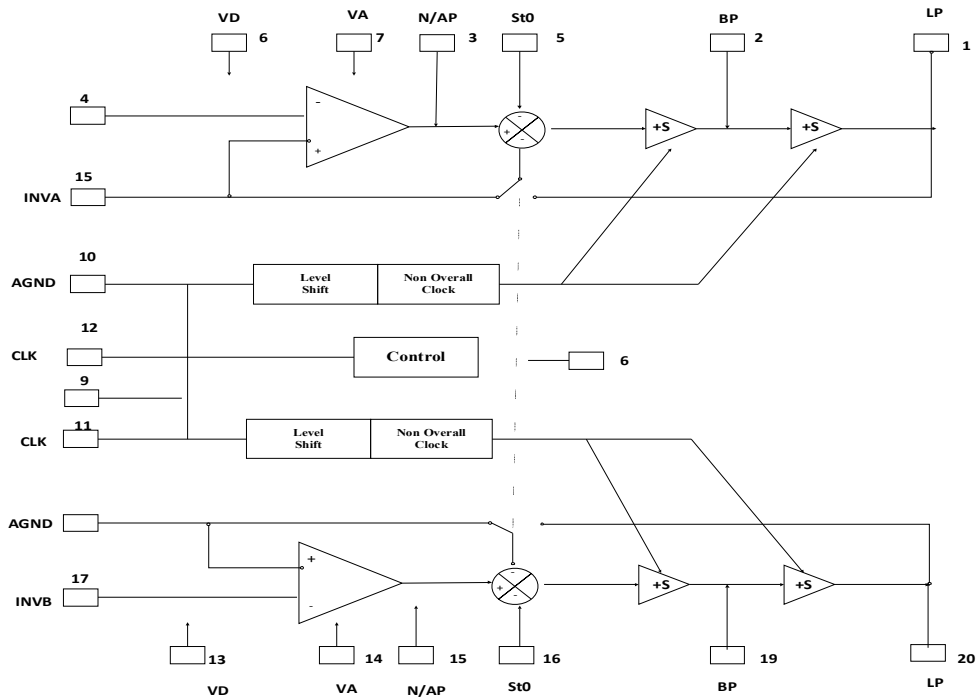 VD VA N/AP St0 BP LP
6 7 3 5 2 1
4
-
+
-
+
-
+S +S
15
INVA
10
AGND
Level Shift
Non Overall Clock
12
CLK
Control
6
9
11
CLK
Level Shift
Non Overall Clock
AGND
17
INVB
+
-
-
+
-
+S +S
13 14 15 16 19 20
VD VA N/AP St0 BP LP